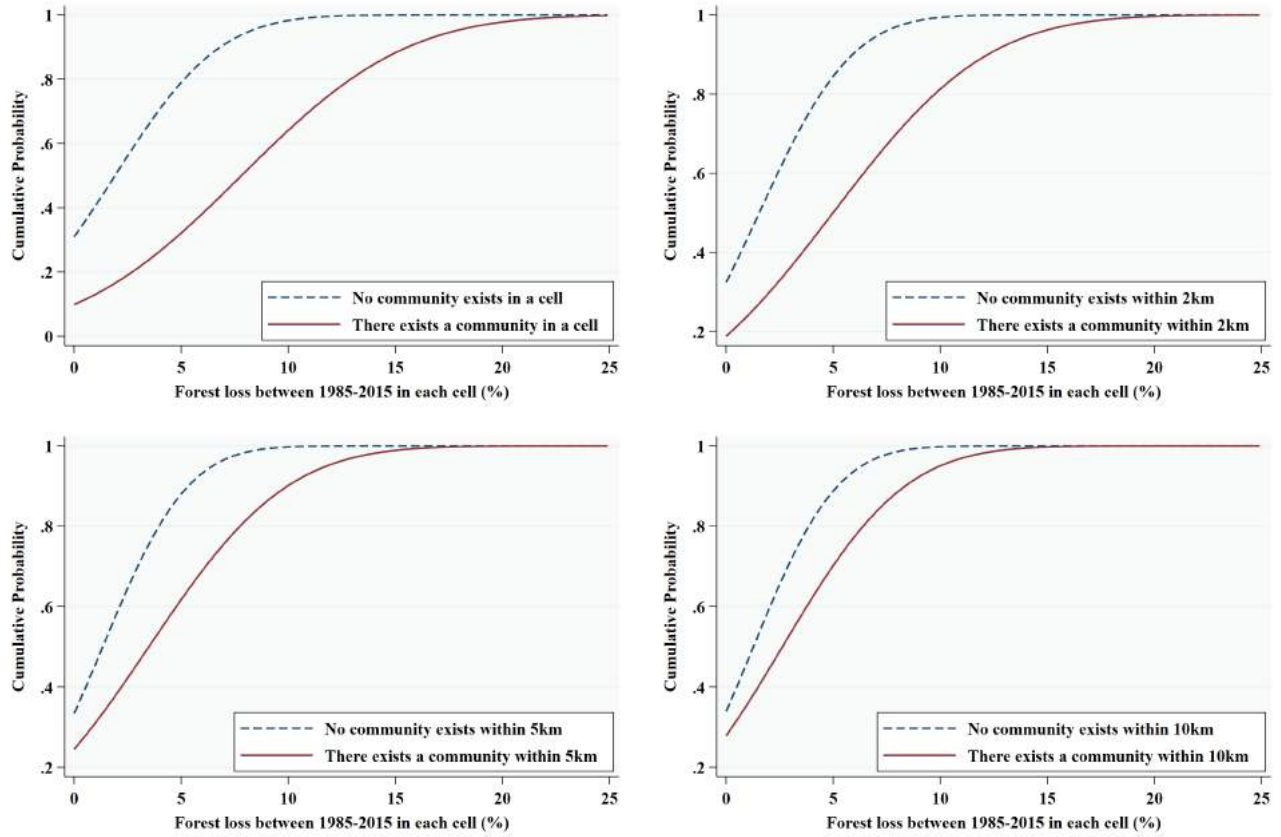 1
.8
.6
.4
.2
0
Cumulative Probability
No community exists in a cell
There exists a community in a cell
0 5 10 15 20 25
Forest loss between 1985-2015 in each cell (%)
1
.8
.6
.4
.2
Cumulative Probability
No community exists within 2km
There exists a community within 2km
0 5 10 15 20 25
Forest loss between 1985-2015 in each cell (%)
1
.8
.6
.4
.2
Cumulative Probability
No community exists within 5km
There exists a community within 5km
0 5 10 15 20 25
Forest loss between 1985-2015 in each cell (%)
1
.8
.6
.4
.2
Cumulative Probability
No community exists within 10km
There exists a community within 10km
0 5 10 15 20 25
Forest loss between 1985-2015 in each cell (%)